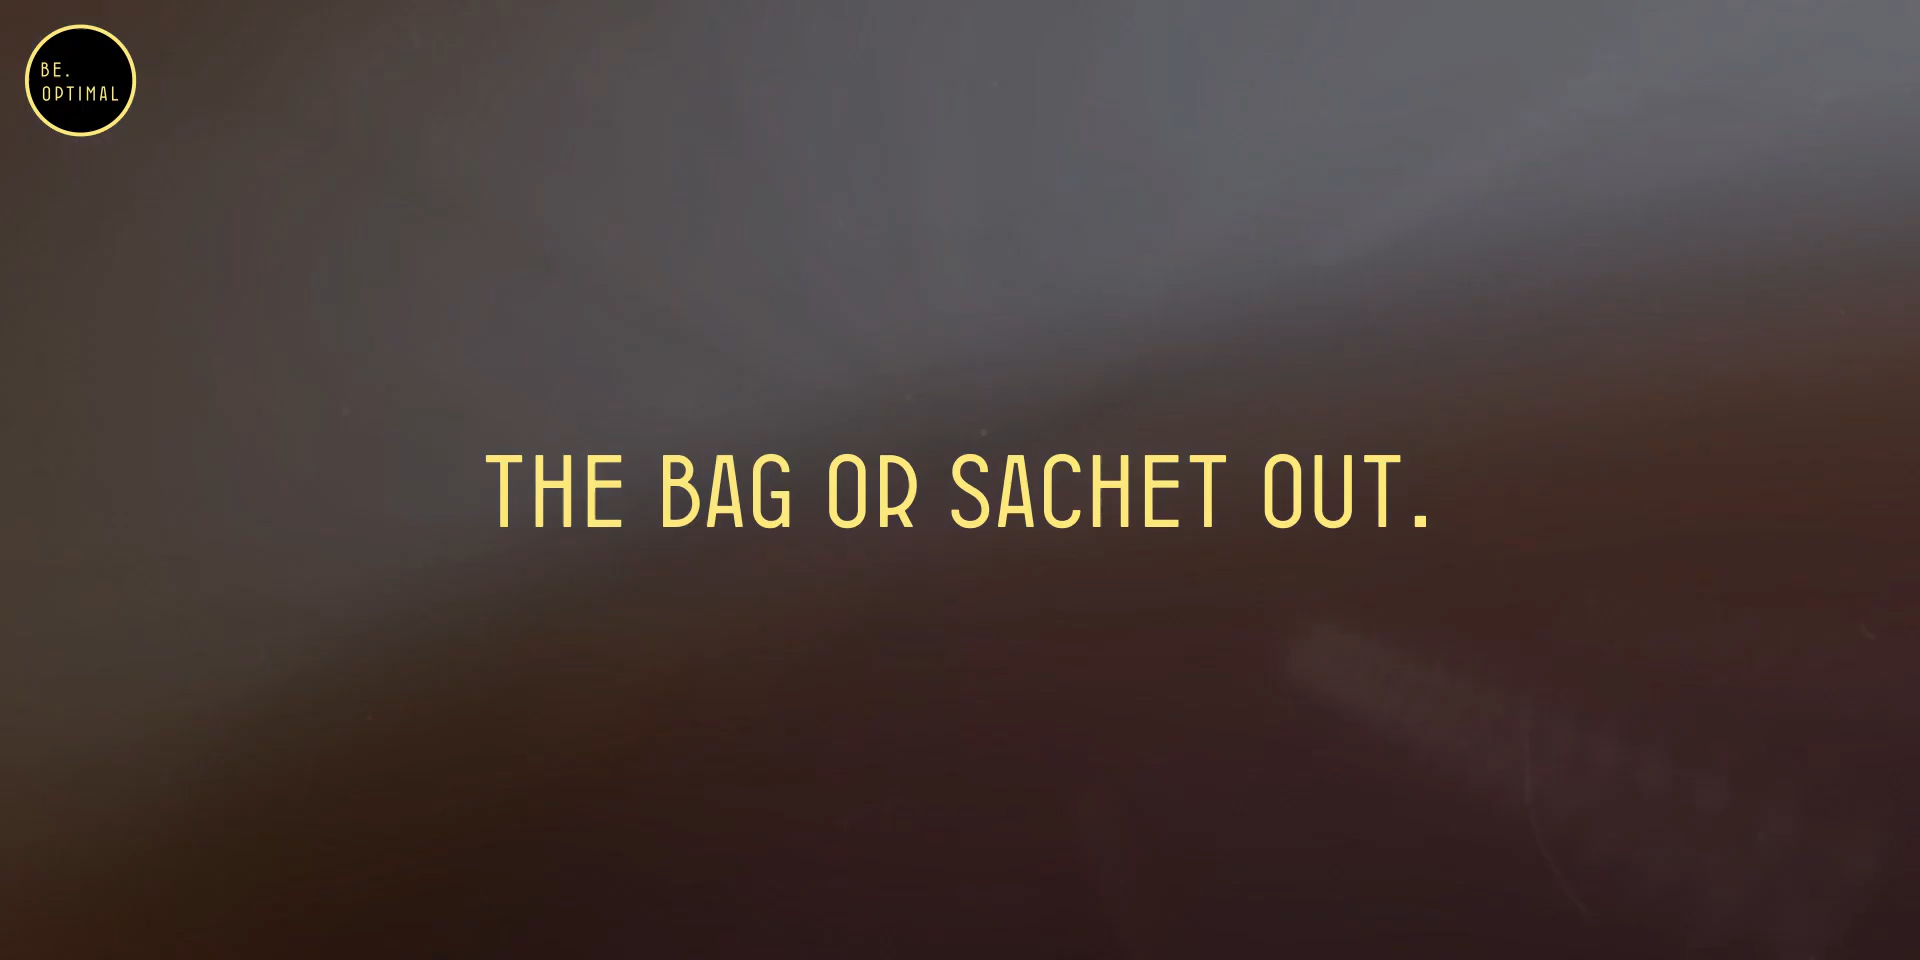 BE.
OPTIMAL
THE BAG OR SACHET OUT.